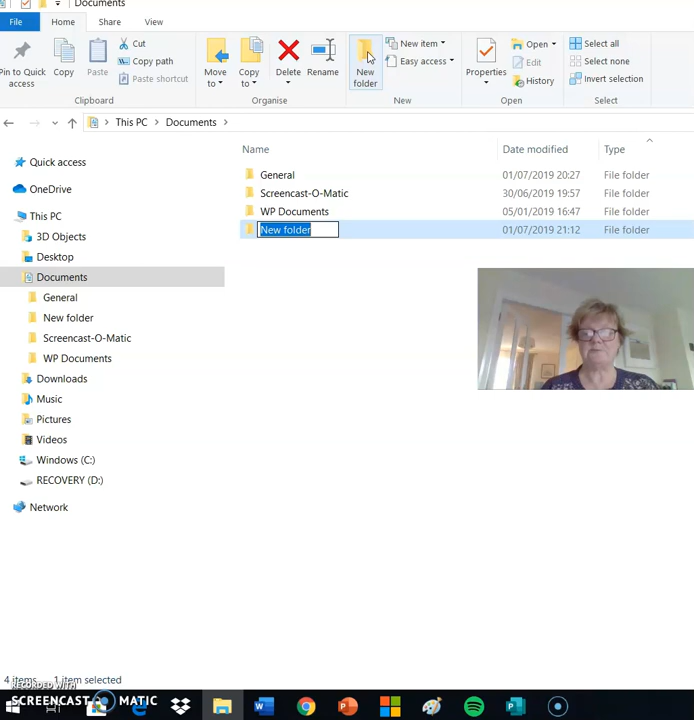 Documents
File Home Share View
Cut
Copy path
Paste shortcut
Pin to Quick access
Copy
Paste
Clipboard
Move to
Copy to
Delete
Rename
Organise
New folder
New item
Easy access
New
Properties
Open
Edit
History
Open
Select all
Select none
Invert selection
Select
This PC > Documents >
Name Date modified Type
General 01/07/2019 20:27 File folder
Screencast-O-Matic 30/06/2019 19:57 File folder
WP Documents 05/01/2019 16:47 File folder
New folder 01/07/2019 21:12 File folder
Quick access
OneDrive
This PC
3D Objects
Desktop
Documents
General
New folder
Screencast-O-Matic
WP Documents
Downloads
Music
Pictures
Videos
Windows (C:)
RECOVERY (D:)
Network
4 items 1 item selected
RECORDED WITH
SCREENCAST MATIC